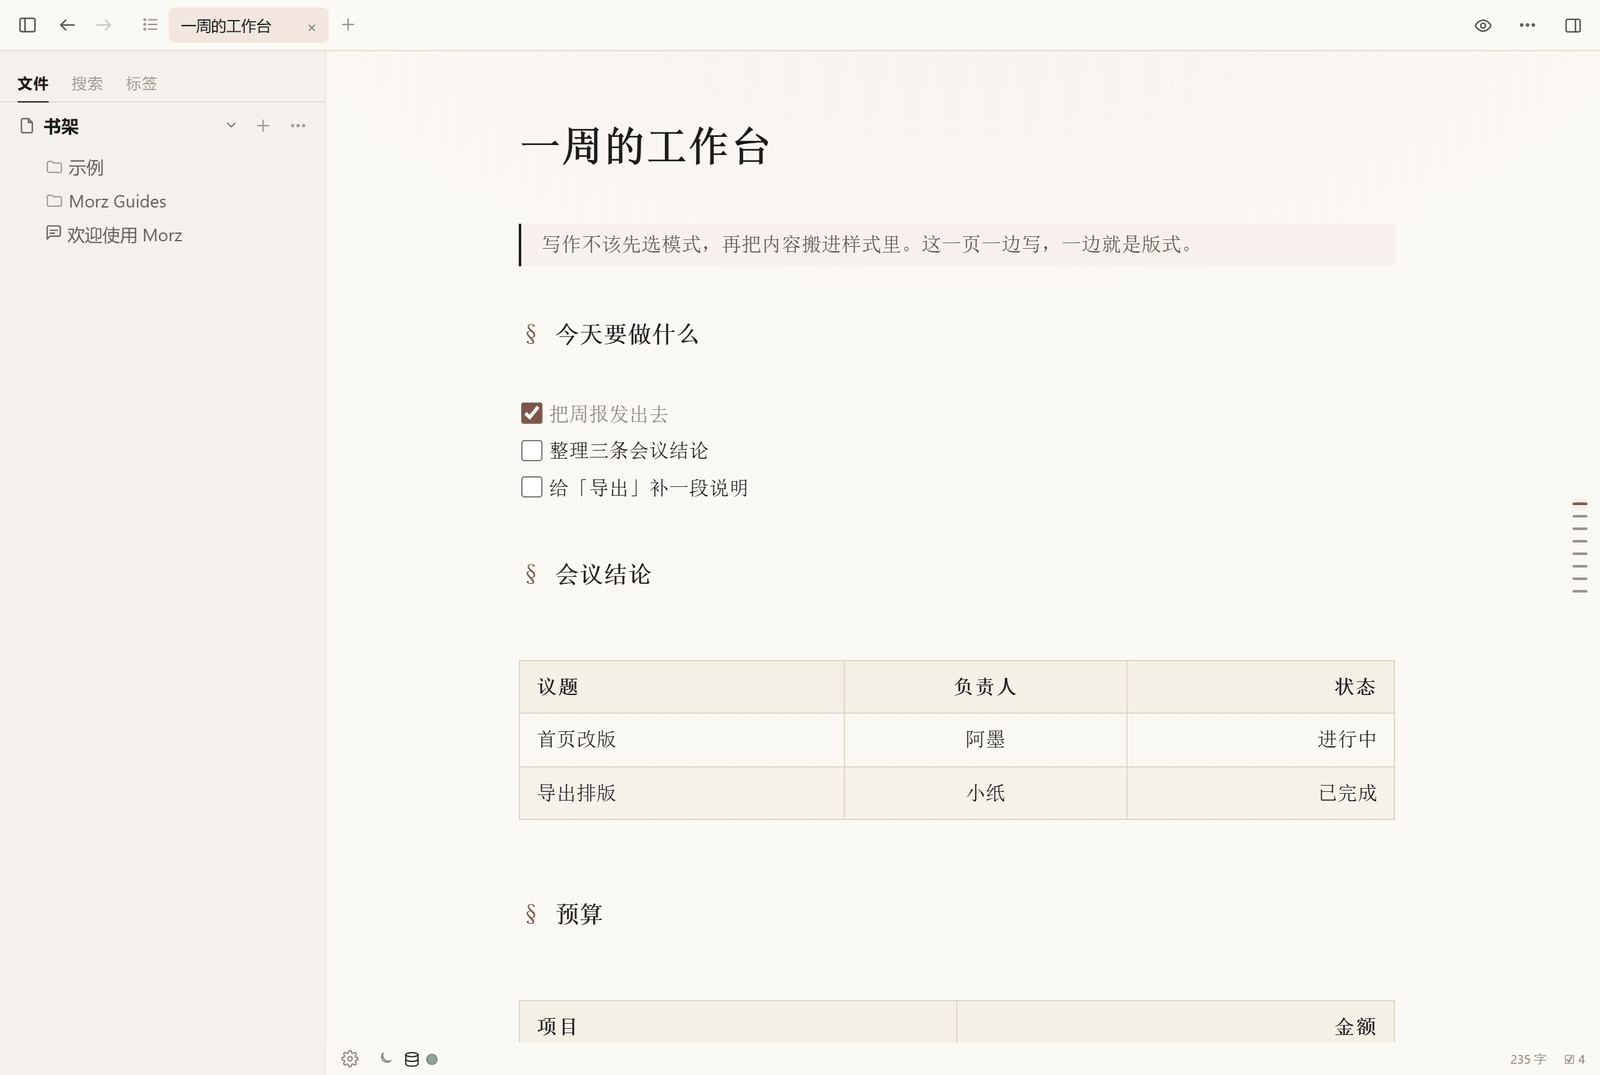 一周的工作台
文件 搜索 标签
书架
示例
Morz Guides
欢迎使用 Morz
一周的工作台
写作不该先选模式，再把内容搬进样式里。这一页一边写，一边就是版式。
§ 今天要做什么
把周报发出去
整理三条会议结论
给「导出」补一段说明
§ 会议结论
议题 负责人 状态
首页改版 阿墨 进行中
导出排版 小纸 已完成
§ 预算
项目 金额
235 字 4